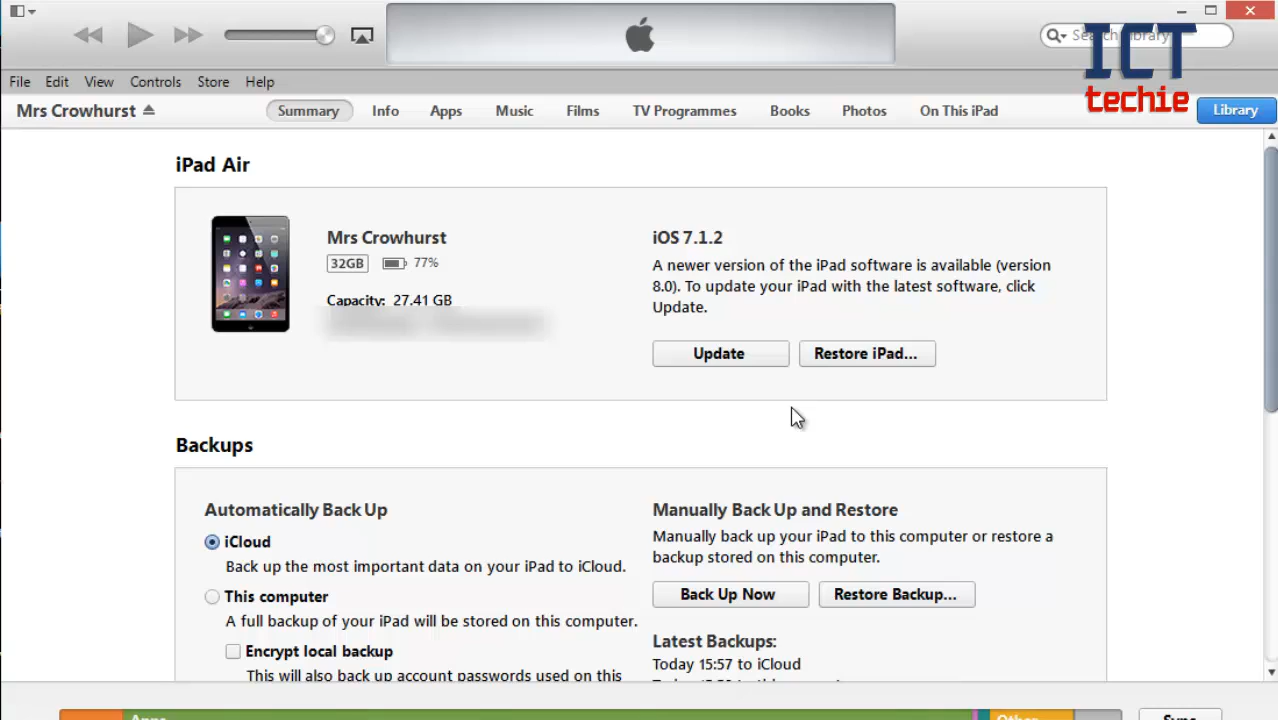 Search Library
ICT
techie
File Edit View Controls Store Help
Mrs Crowhurst Summary Info Apps Music Films TV Programmes Books Photos On This iPad Library
iPad Air
Mrs Crowhurst
32GB 77%
Capacity: 27.41 GB
iOS 7.1.2
A newer version of the iPad software is available (version
8.0). To update your iPad with the latest software, click
Update.
Update Restore iPad...
Backups
Automatically Back Up
iCloud
Back up the most important data on your iPad to iCloud.
This computer
A full backup of your iPad will be stored on this computer.
Encrypt local backup
This will also back up account passwords used on this
Manually Back Up and Restore
Manually back up your iPad to this computer or restore a
backup stored on this computer.
Back Up Now Restore Backup...
Latest Backups:
Today 15:57 to iCloud
Apps Other Sync